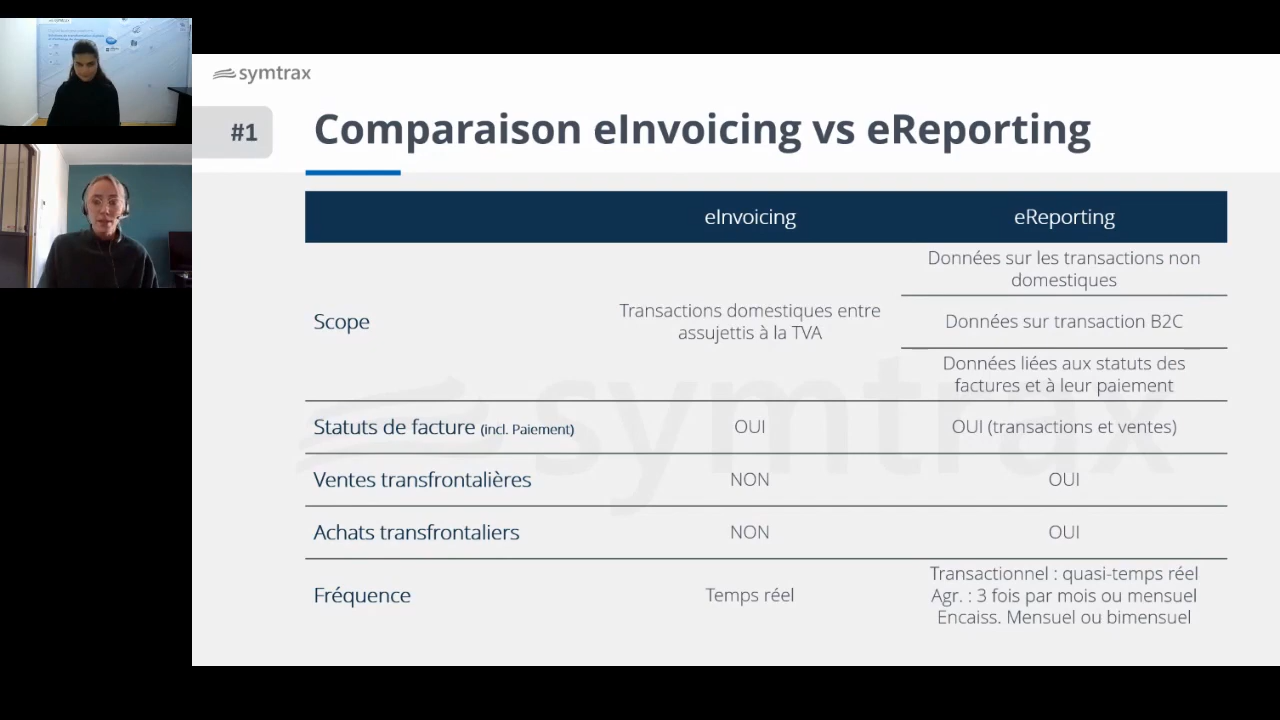 symtrax
#1
Comparaison eInvoicing vs eReporting
eInvoicing
eReporting
Scope
Transactions domestiques entre
assujettis à la TVA
Données sur les transactions non
domestiques
Données sur transaction B2C
Données liées aux statuts des
factures et à leur paiement
Statuts de facture (incl. Paiement)
OUI
OUI (transactions et ventes)
Ventes transfrontalières
NON
OUI
Achats transfrontaliers
NON
OUI
Fréquence
Temps réel
Transactionnel : quasi-temps réel
Agr. : 3 fois par mois ou mensuel
Encaiss. Mensuel ou bimensuel
symtrax